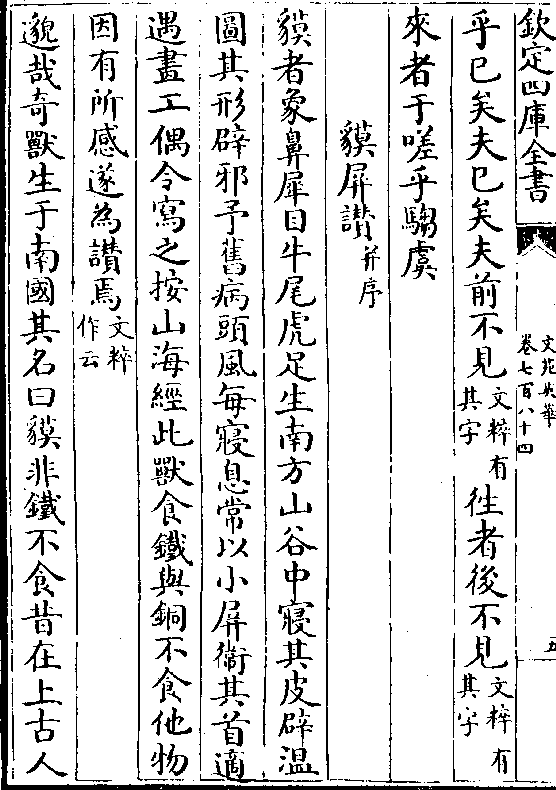 欽定四庫全書
文苑英華
卷七百八十四
五
乎已矣夫已矣夫前不見文粹有其字徃者後不見文粹有其字
來者于嗟乎騶虞
貘屏讃并序
貘者象鼻犀目牛尾虎足生南方山谷中寢其皮辟溫
圖其形辟邪予舊病頭風每寢息常以小屏衞其首適
遇畫工偶令寫之按山海經此獸食鐵與銅不食他物
因有所感遂為讃焉文粹作云
邈哉奇獸生于南國其名曰貘非鐵不食昔在上古人